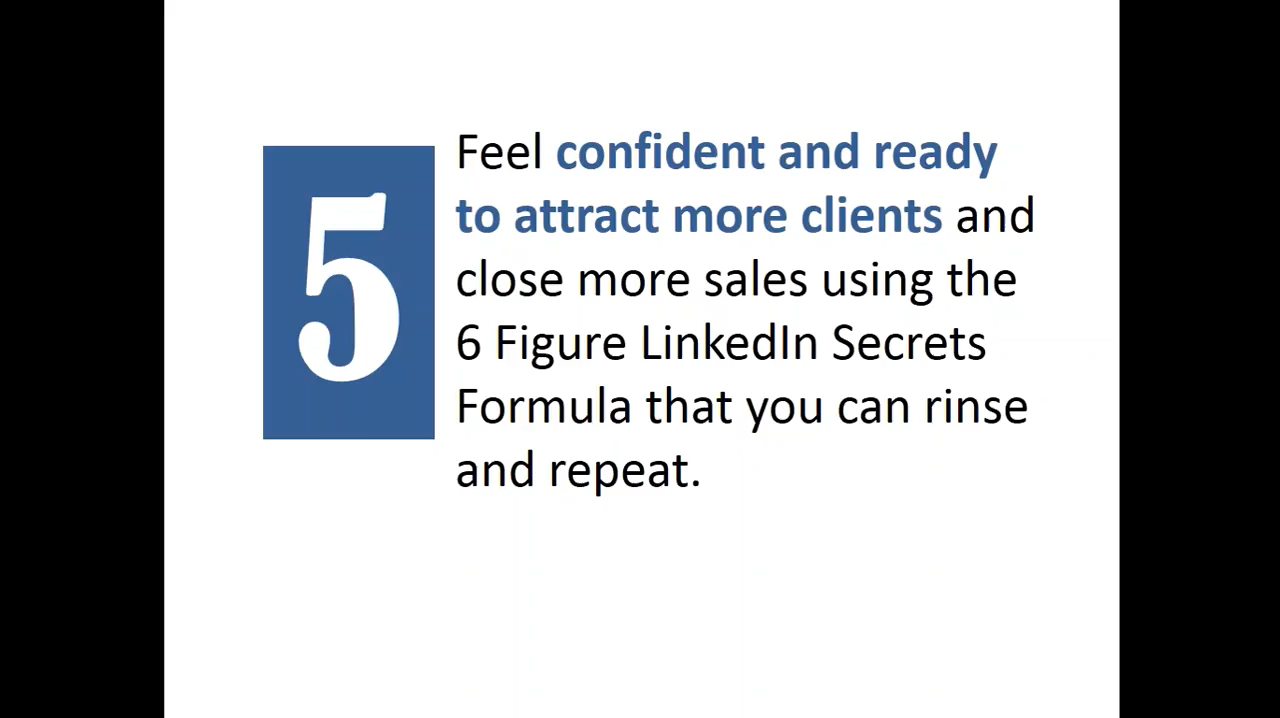 5
Feel confident and ready
to attract more clients and
close more sales using the
6 Figure LinkedIn Secrets
Formula that you can rinse
and repeat.